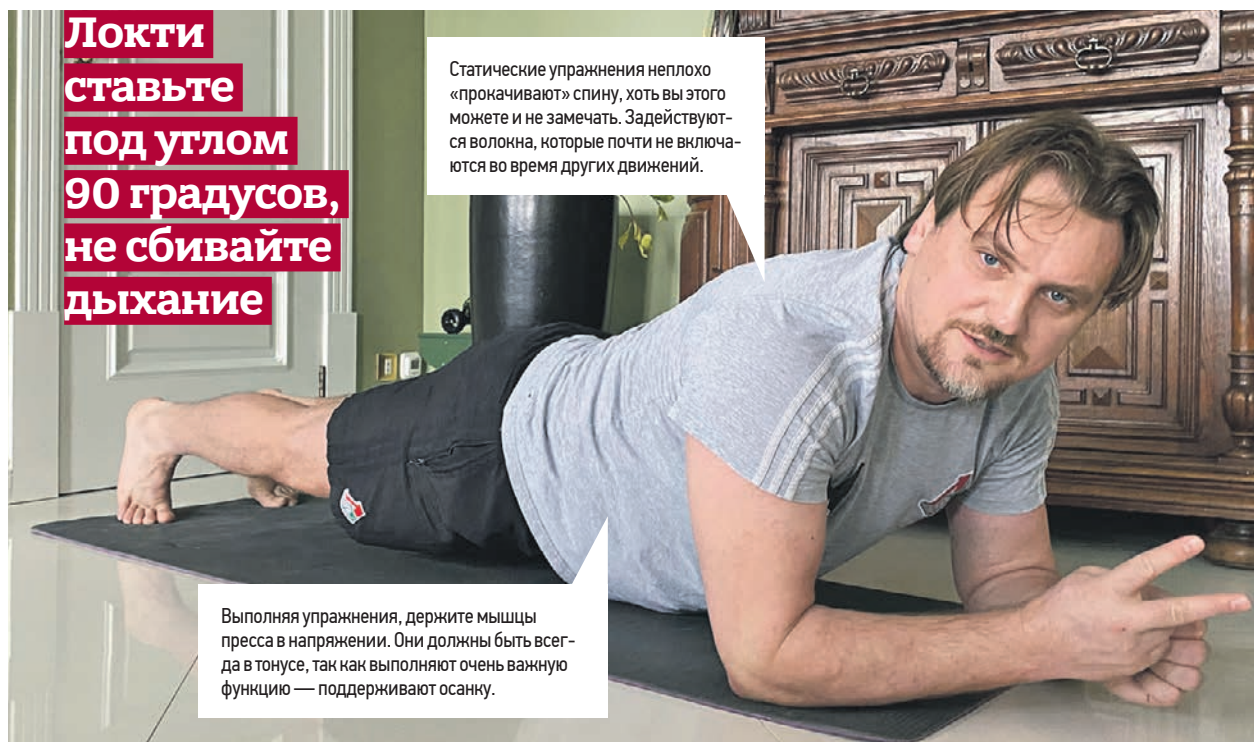 Локти
ставьте
под углом
90 градусов,
не сбивайте
дыхание
Статические упражнения неплохо
«прокачивают» спину, хоть вы этого
можете и не замечать. Задействуют-
ся волокна, которые почти не включа-
ются во время других движений.
Выполняя упражнения, держите мышцы
пресса в напряжении. Они должны быть всег-
да в тонусе, так как выполняют очень важную
функцию — поддерживают осанку.